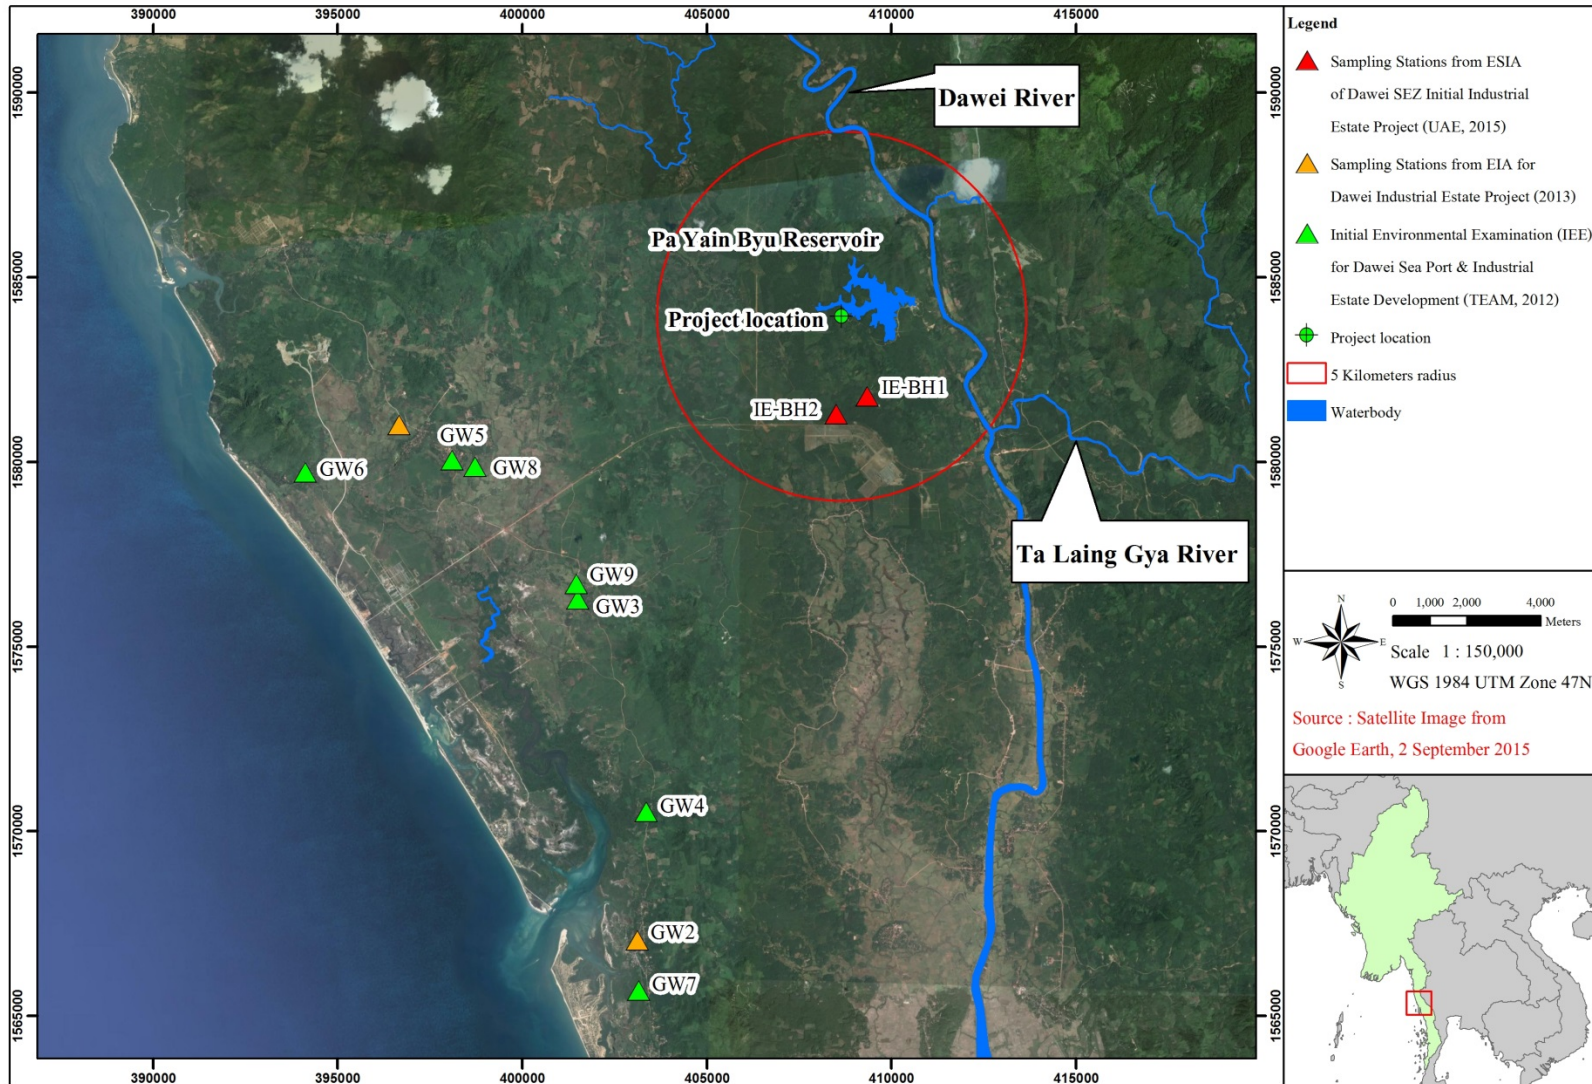 390000 395000 400000 405000 410000 415000
1590000
1585000
1580000
1575000
1570000
1565000
Dawei River
Pa Yain Byu Reservoir
Project location
IE-BH1
IE-BH2
GW5
GW6
GW8
Ta Laing Gya River
GW9
GW3
GW4
GW2
GW7
1590000
1585000
1580000
1575000
1570000
1565000
390000 395000 400000 405000 410000 415000
Legend
Sampling Stations from ESIA
of Dawei SEZ Initial Industrial
Estate Project (UAE, 2015)
Sampling Stations from EIA for
Dawei Industrial Estate Project (2013)
Initial Environmental Examination (IEE)
for Dawei Sea Port & Industrial
Estate Development (TEAM, 2012)
Project location
5 Kilometers radius
Waterbody
N
W E
S
0 1,000 2,000 4,000
Meters
Scale 1 : 150,000
WGS 1984 UTM Zone 47N
Source : Satellite Image from
Google Earth, 2 September 2015